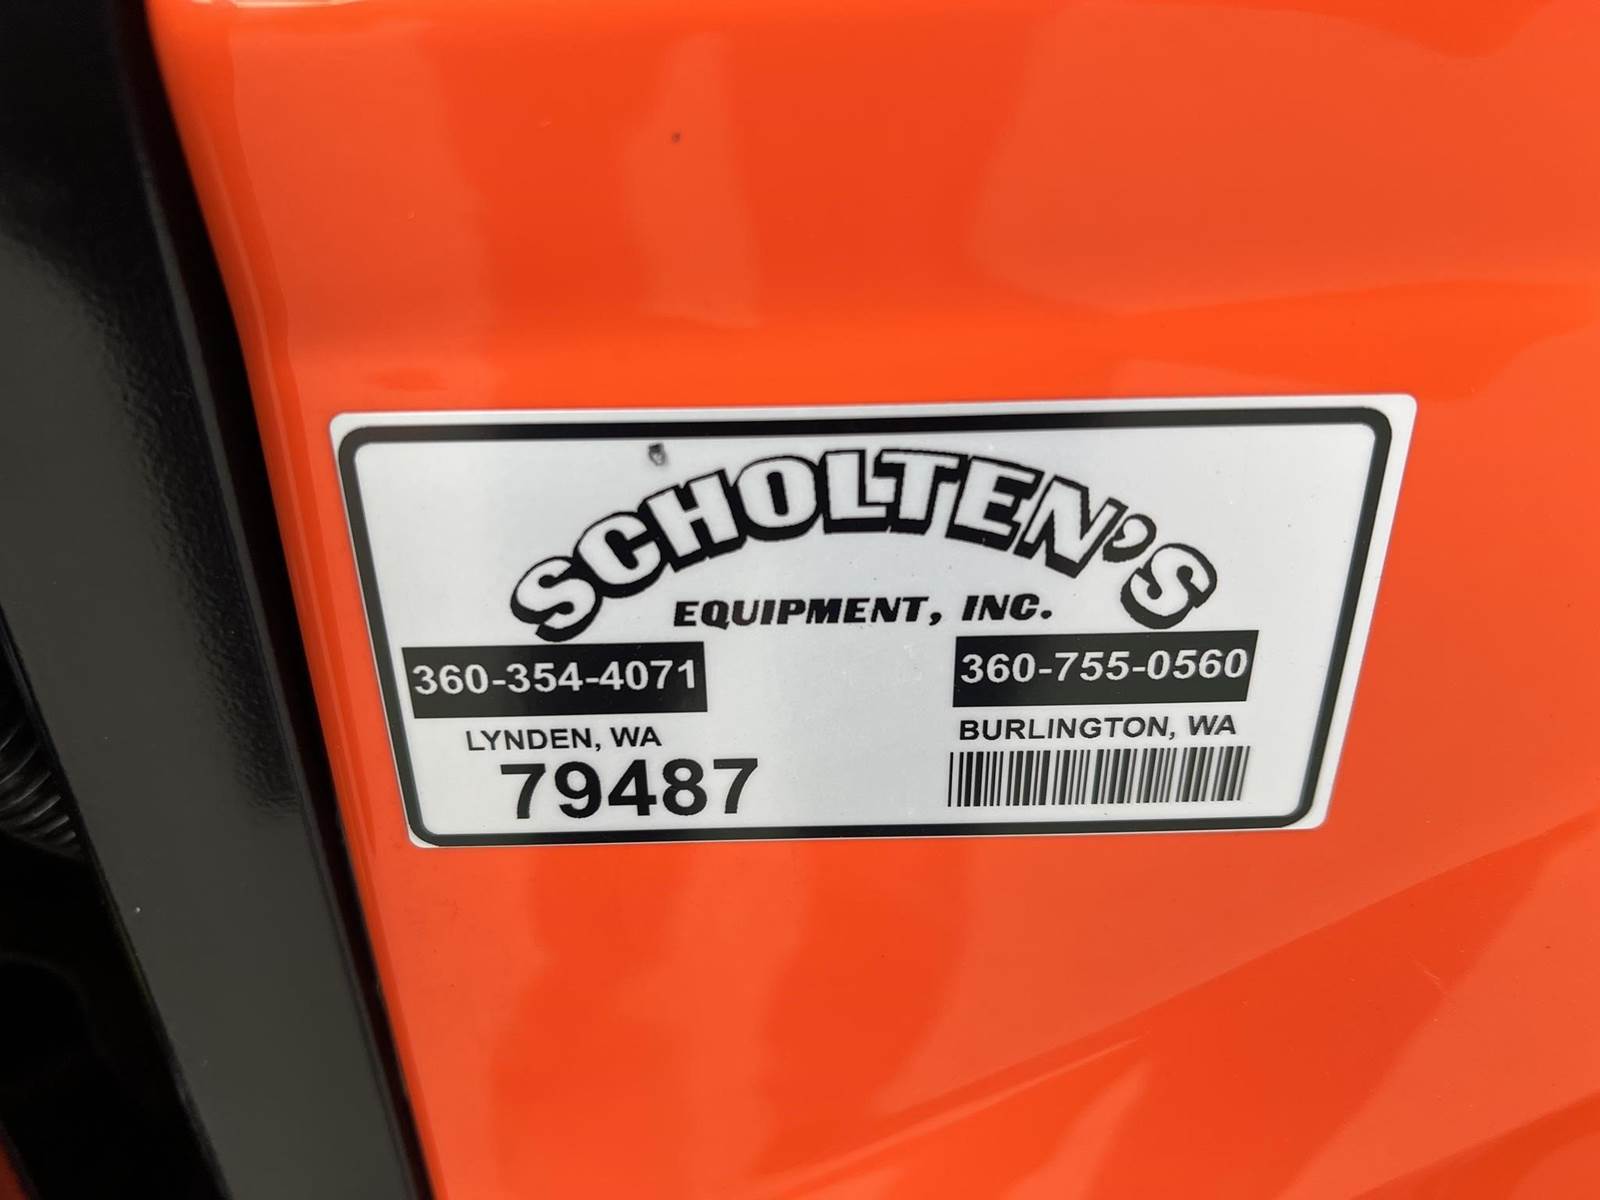 SCHOLTEN'S
EQUIPMENT, INC.
360-354-4071
LYNDEN, WA
79487
360-755-0560
BURLINGTON, WA